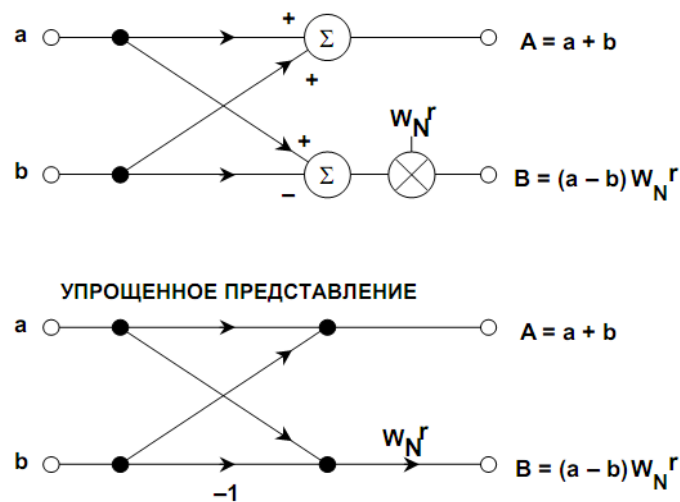 a + Σ A = a + b
+
W_N^r
+
b – Σ B = (a – b) W_N^r
УПРОЩЕННОЕ ПРЕДСТАВЛЕНИЕ
a A = a + b
W_N^r
b B = (a – b) W_N^r
–1